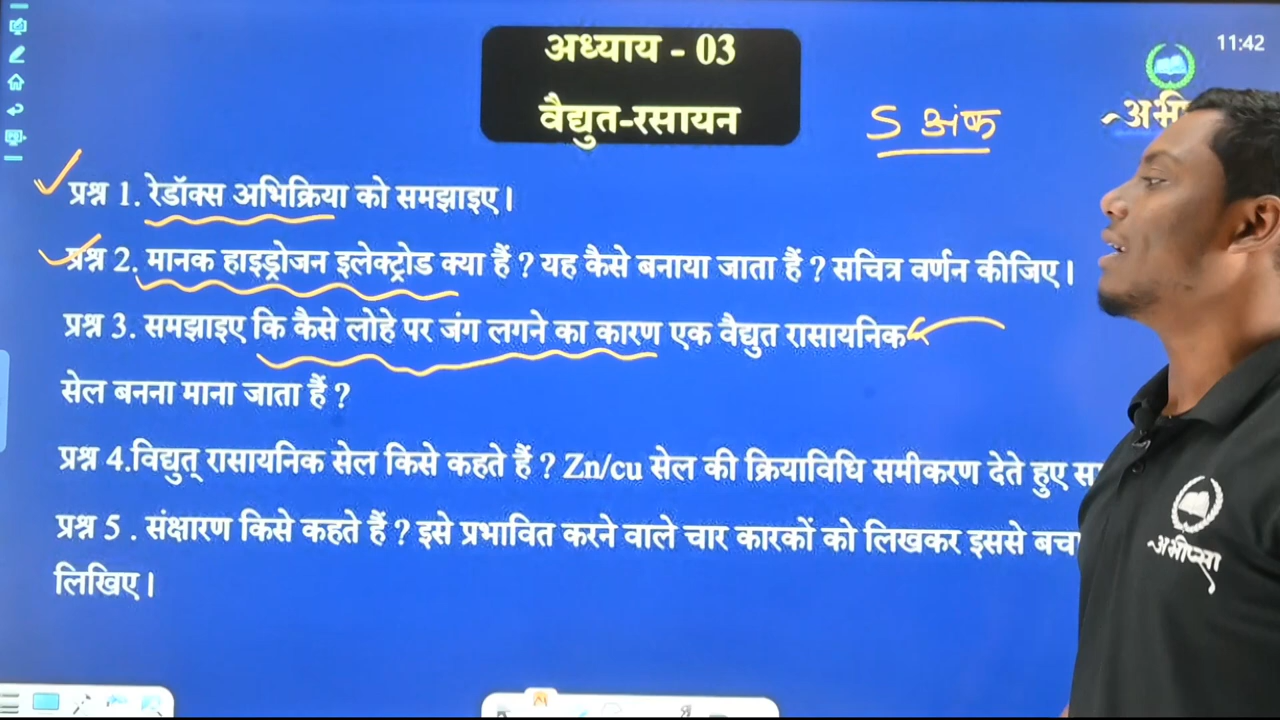 अध्याय - 03
वैद्युत-रसायन
11:42
5 अंक
प्रश्न 1. रेडॉक्स अभिक्रिया को समझाइए।
प्रश्न 2. मानक हाइड्रोजन इलेक्ट्रोड क्या हैं ? यह कैसे बनाया जाता हैं ? सचित्र वर्णन कीजिए।
प्रश्न 3. समझाइए कि कैसे लोहे पर जंग लगने का कारण एक वैद्युत रासायनिक
सेल बनना माना जाता हैं ?
प्रश्न 4.विद्युत् रासायनिक सेल किसे कहते हैं ? Zn/cu सेल की क्रियाविधि समीकरण देते हुए
प्रश्न 5 . संक्षारण किसे कहते हैं ? इसे प्रभावित करने वाले चार कारकों को लिखकर इससे
लिखिए।
अभीप्सा